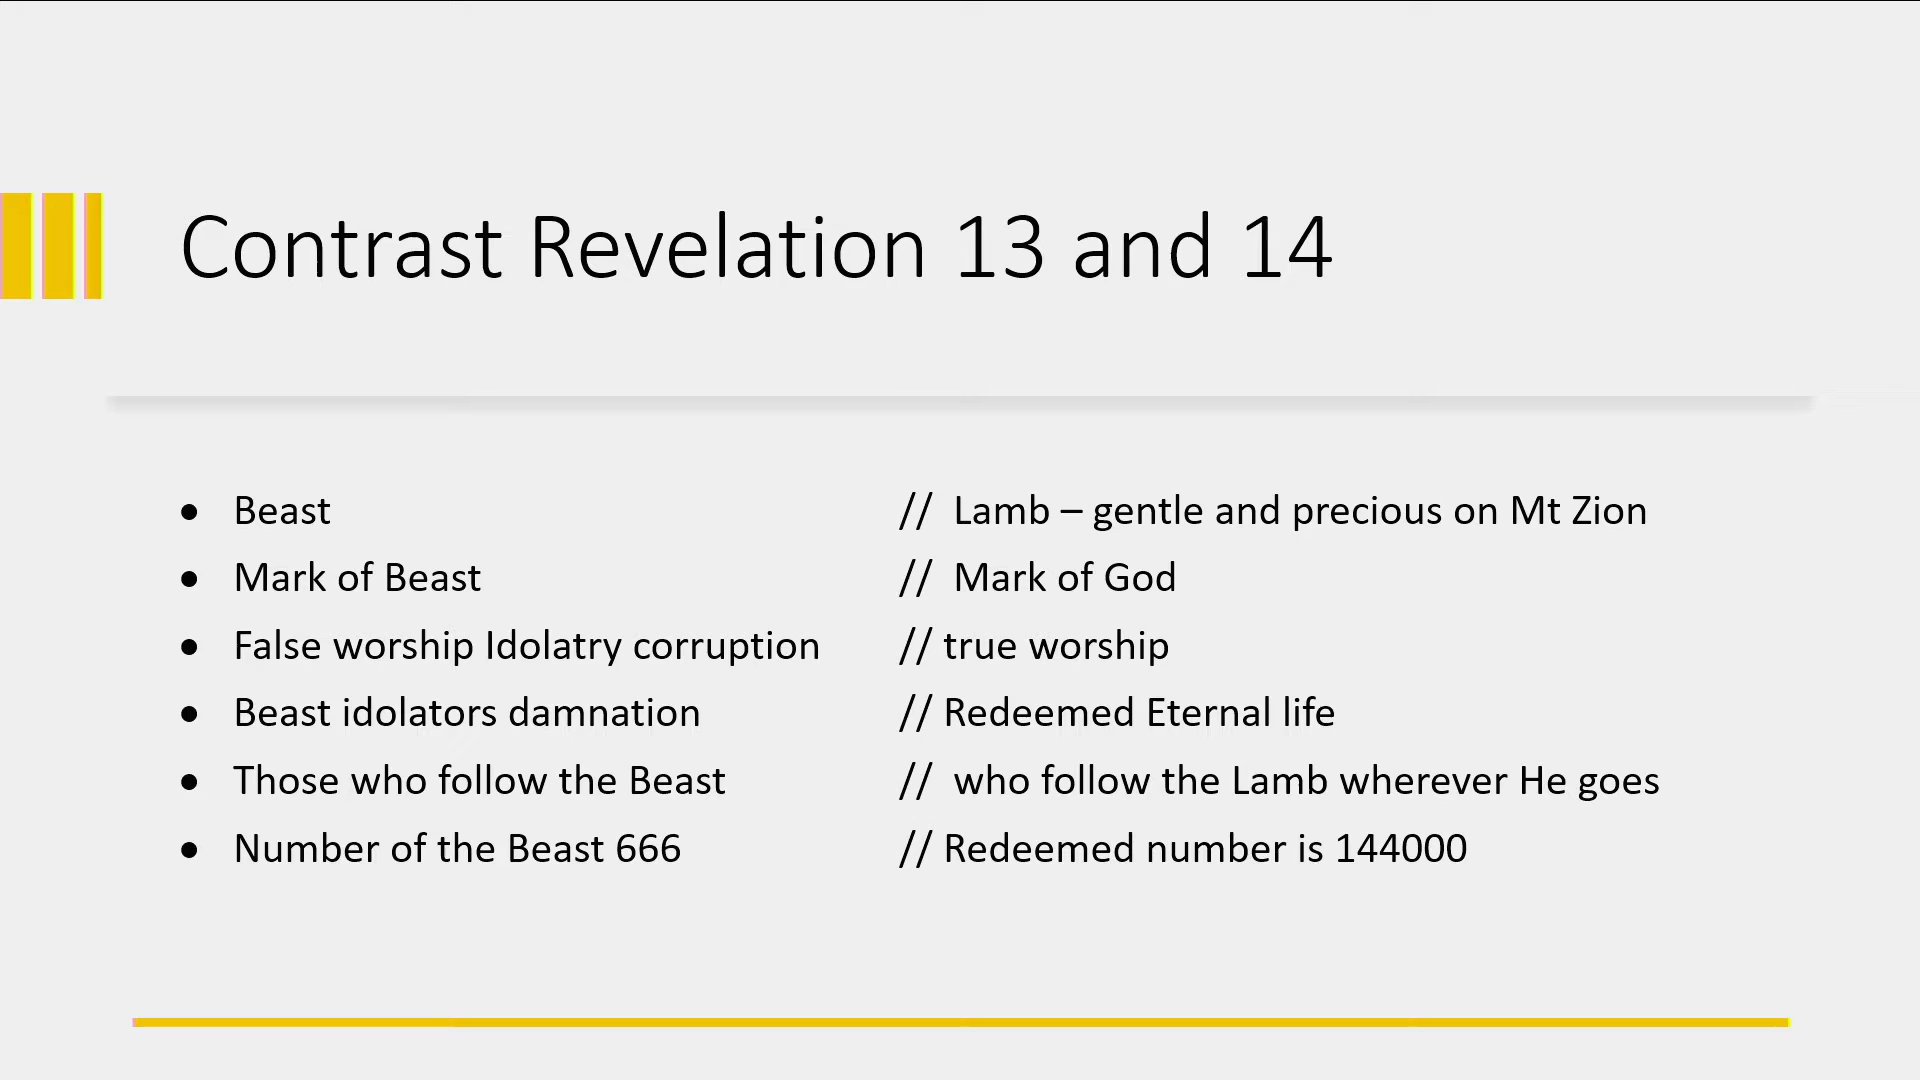 Contrast Revelation 13 and 14
• Beast // Lamb – gentle and precious on Mt Zion
• Mark of Beast // Mark of God
• False worship Idolatry corruption // true worship
• Beast idolators damnation // Redeemed Eternal life
• Those who follow the Beast // who follow the Lamb wherever He goes
• Number of the Beast 666 // Redeemed number is 144000